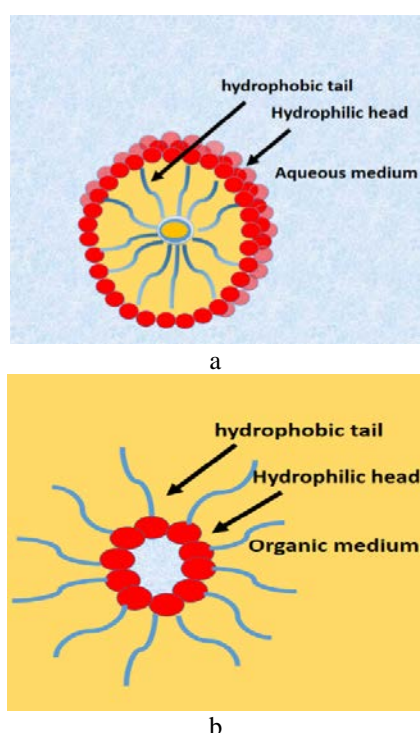 hydrophobic tail
Hydrophilic head
Aqueous medium
a
hydrophobic tail
Hydrophilic head
Organic medium
b